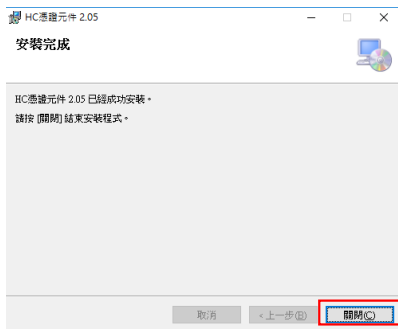 HC憑證元件 2.05
安裝完成
HC憑證元件 2.05 已經成功安裝。
請按 [關閉] 結束安裝程式。
取消
< 上一步(B)
關閉(C)